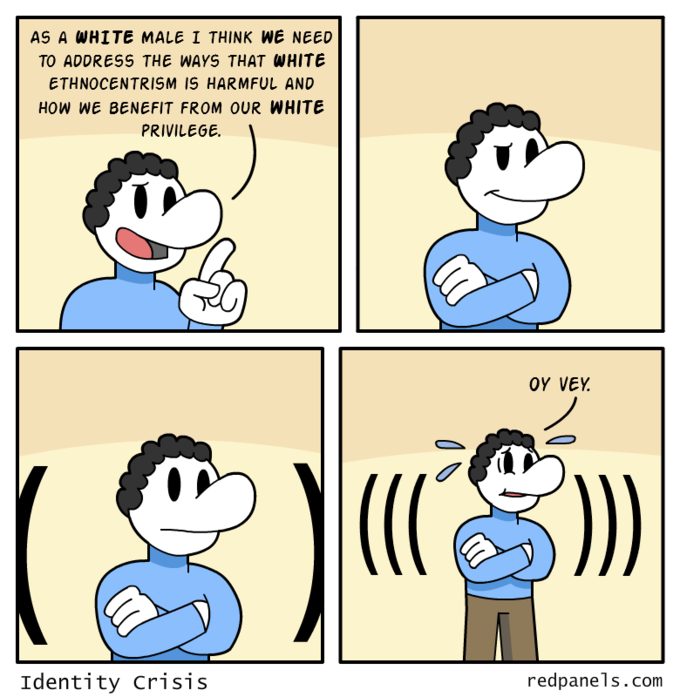 AS A WHITE MALE I THINK WE NEED
TO ADDRESS THE WAYS THAT WHITE
ETHNOCENTRISM IS HARMFUL AND
HOW WE BENEFIT FROM OUR WHITE
PRIVILEGE.
( )
OY VEY.
((( )))
Identity Crisis
redpanels.com